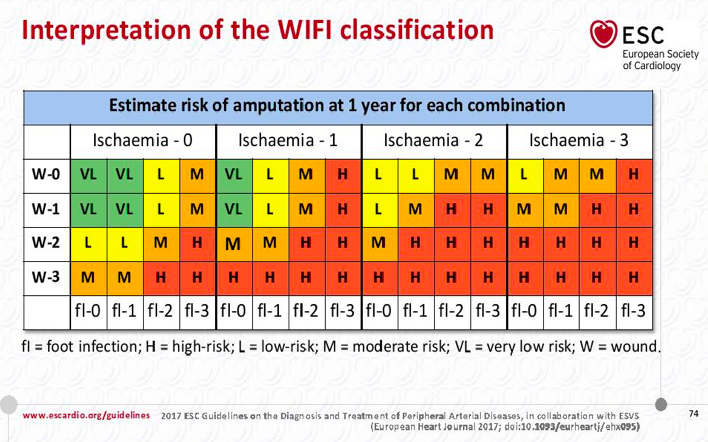 Interpretation of the WIFI classification
ESC
European Society
of Cardiology
Estimate risk of amputation at 1 year for each combination
Ischaemia - 0 Ischaemia - 1 Ischaemia - 2 Ischaemia - 3
W-0 VL VL L M VL L M H L L M M L M M H
W-1 VL VL L M VL L M H L M H H M M H H
W-2 L L M H M M H H M H H H H H H H
W-3 M M H H H H H H H H H H H H H H
fI-0 fI-1 fI-2 fI-3 fI-0 fI-1 fI-2 fI-3 fI-0 fI-1 fI-2 fI-3 fI-0 fI-1 fI-2 fI-3
fI = foot infection; H = high-risk; L = low-risk; M = moderate risk; VL = very low risk; W = wound.
www.escardio.org/guidelines 2017 ESC Guidelines on the Diagnosis and Treatment of Peripheral Arterial Diseases, in collaboration with ESVS 74
(European Heart Journal 2017; doi:10.1093/eurheartj/ehx095)